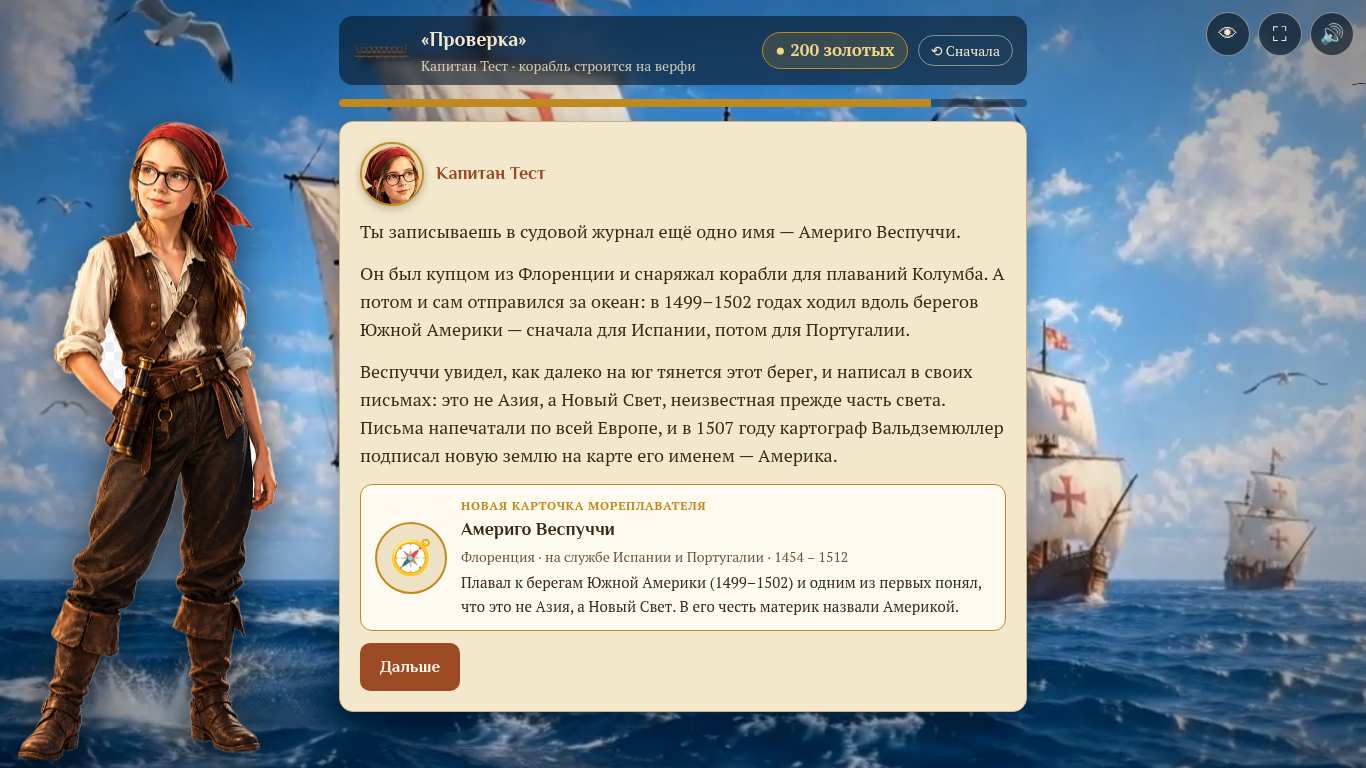 «Проверка»
Капитан Тест · корабль строится на верфи
● 200 золотых
⟲ Сначала
Капитан Тест
Ты записываешь в судовой журнал ещё одно имя — Америго Веспуччи.
Он был купцом из Флоренции и снаряжал корабли для плаваний Колумба. А
потом и сам отправился за океан: в 1499–1502 годах ходил вдоль берегов
Южной Америки — сначала для Испании, потом для Португалии.
Веспуччи увидел, как далеко на юг тянется этот берег, и написал в своих
письмах: это не Азия, а Новый Свет, неизвестная прежде часть света.
Письма напечатали по всей Европе, и в 1507 году картограф Вальдземюллер
подписал новую землю на карте его именем — Америка.
НОВАЯ КАРТОЧКА МОРЕПЛАВАТЕЛЯ
Америго Веспуччи
Флоренция · на службе Испании и Португалии · 1454 – 1512
Плавал к берегам Южной Америки (1499–1502) и одним из первых понял,
что это не Азия, а Новый Свет. В его честь материк назвали Америкой.
Дальше